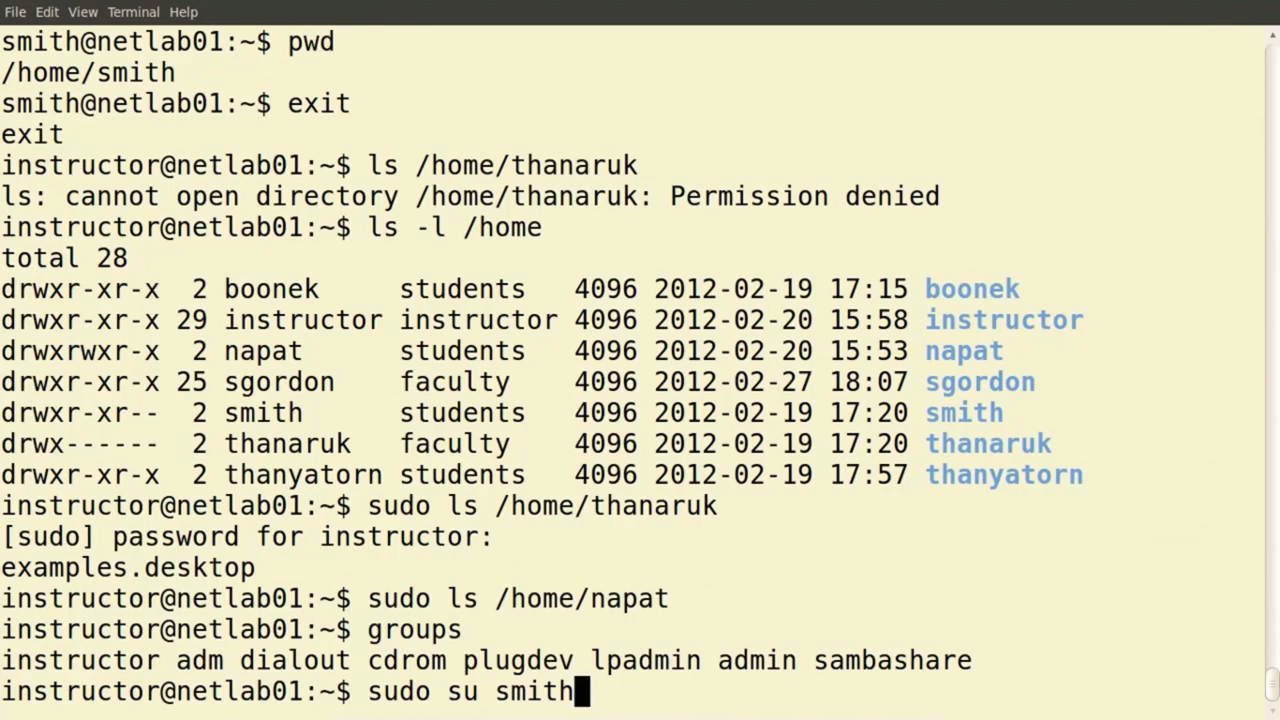 File Edit View Terminal Help
smith@netlab01:~$ pwd
/home/smith
smith@netlab01:~$ exit
exit
instructor@netlab01:~$ ls /home/thanaruk
ls: cannot open directory /home/thanaruk: Permission denied
instructor@netlab01:~$ ls -l /home
total 28
drwxr-xr-x  2 boonek     students   4096 2012-02-19 17:15 boonek
drwxr-xr-x 29 instructor instructor 4096 2012-02-20 15:58 instructor
drwxrwxr-x  2 napat      students   4096 2012-02-20 15:53 napat
drwxr-xr-x 25 sgordon    faculty    4096 2012-02-27 18:07 sgordon
drwxr-xr--  2 smith      students   4096 2012-02-19 17:20 smith
drwx------  2 thanaruk   faculty    4096 2012-02-19 17:20 thanaruk
drwxr-xr-x  2 thanyatorn students   4096 2012-02-19 17:57 thanyatorn
instructor@netlab01:~$ sudo ls /home/thanaruk
[sudo] password for instructor:
examples.desktop
instructor@netlab01:~$ sudo ls /home/napat
instructor@netlab01:~$ groups
instructor adm dialout cdrom plugdev lpadmin admin sambashare
instructor@netlab01:~$ sudo su smith